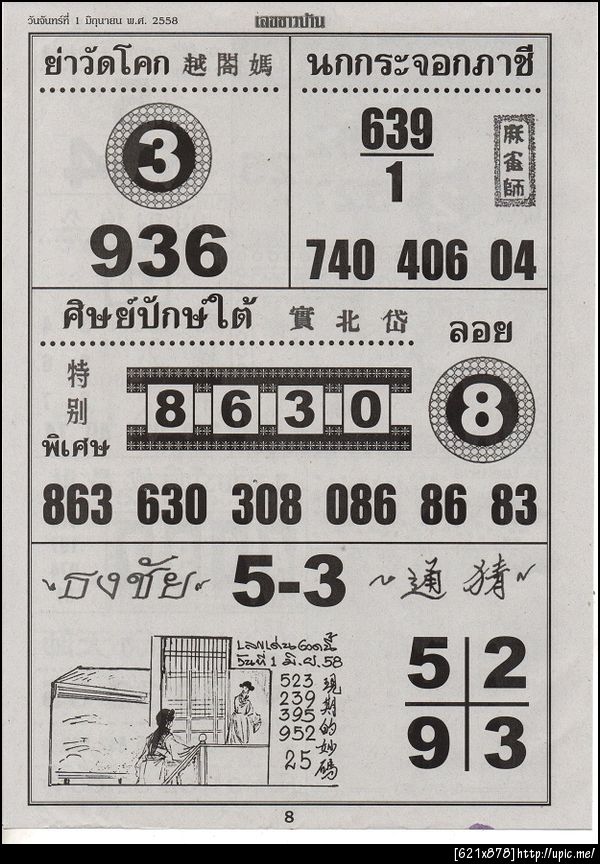 วันจันทร์ที่ 1 มิถุนายน พ.ศ. 2558
เลขชาวบ้าน
ย่าวัดโคก 越閣媽
3
936
นกกระจอกภาชี
639
1
麻雀師
740 406 04
ศิษย์ปักษ์ใต้ 實北岱
ลอย
特别
พิเศษ
8 6 3 0
8
863 630 308 086 86 83
ธงชัย 5-3 通猜
เลขเด่นงวดนี้
วันที่ 1 มิ.ย. 58
523
239
395
952
25
現期的妙碼
5 2
9 3
8
[621x878]http://upic.me/